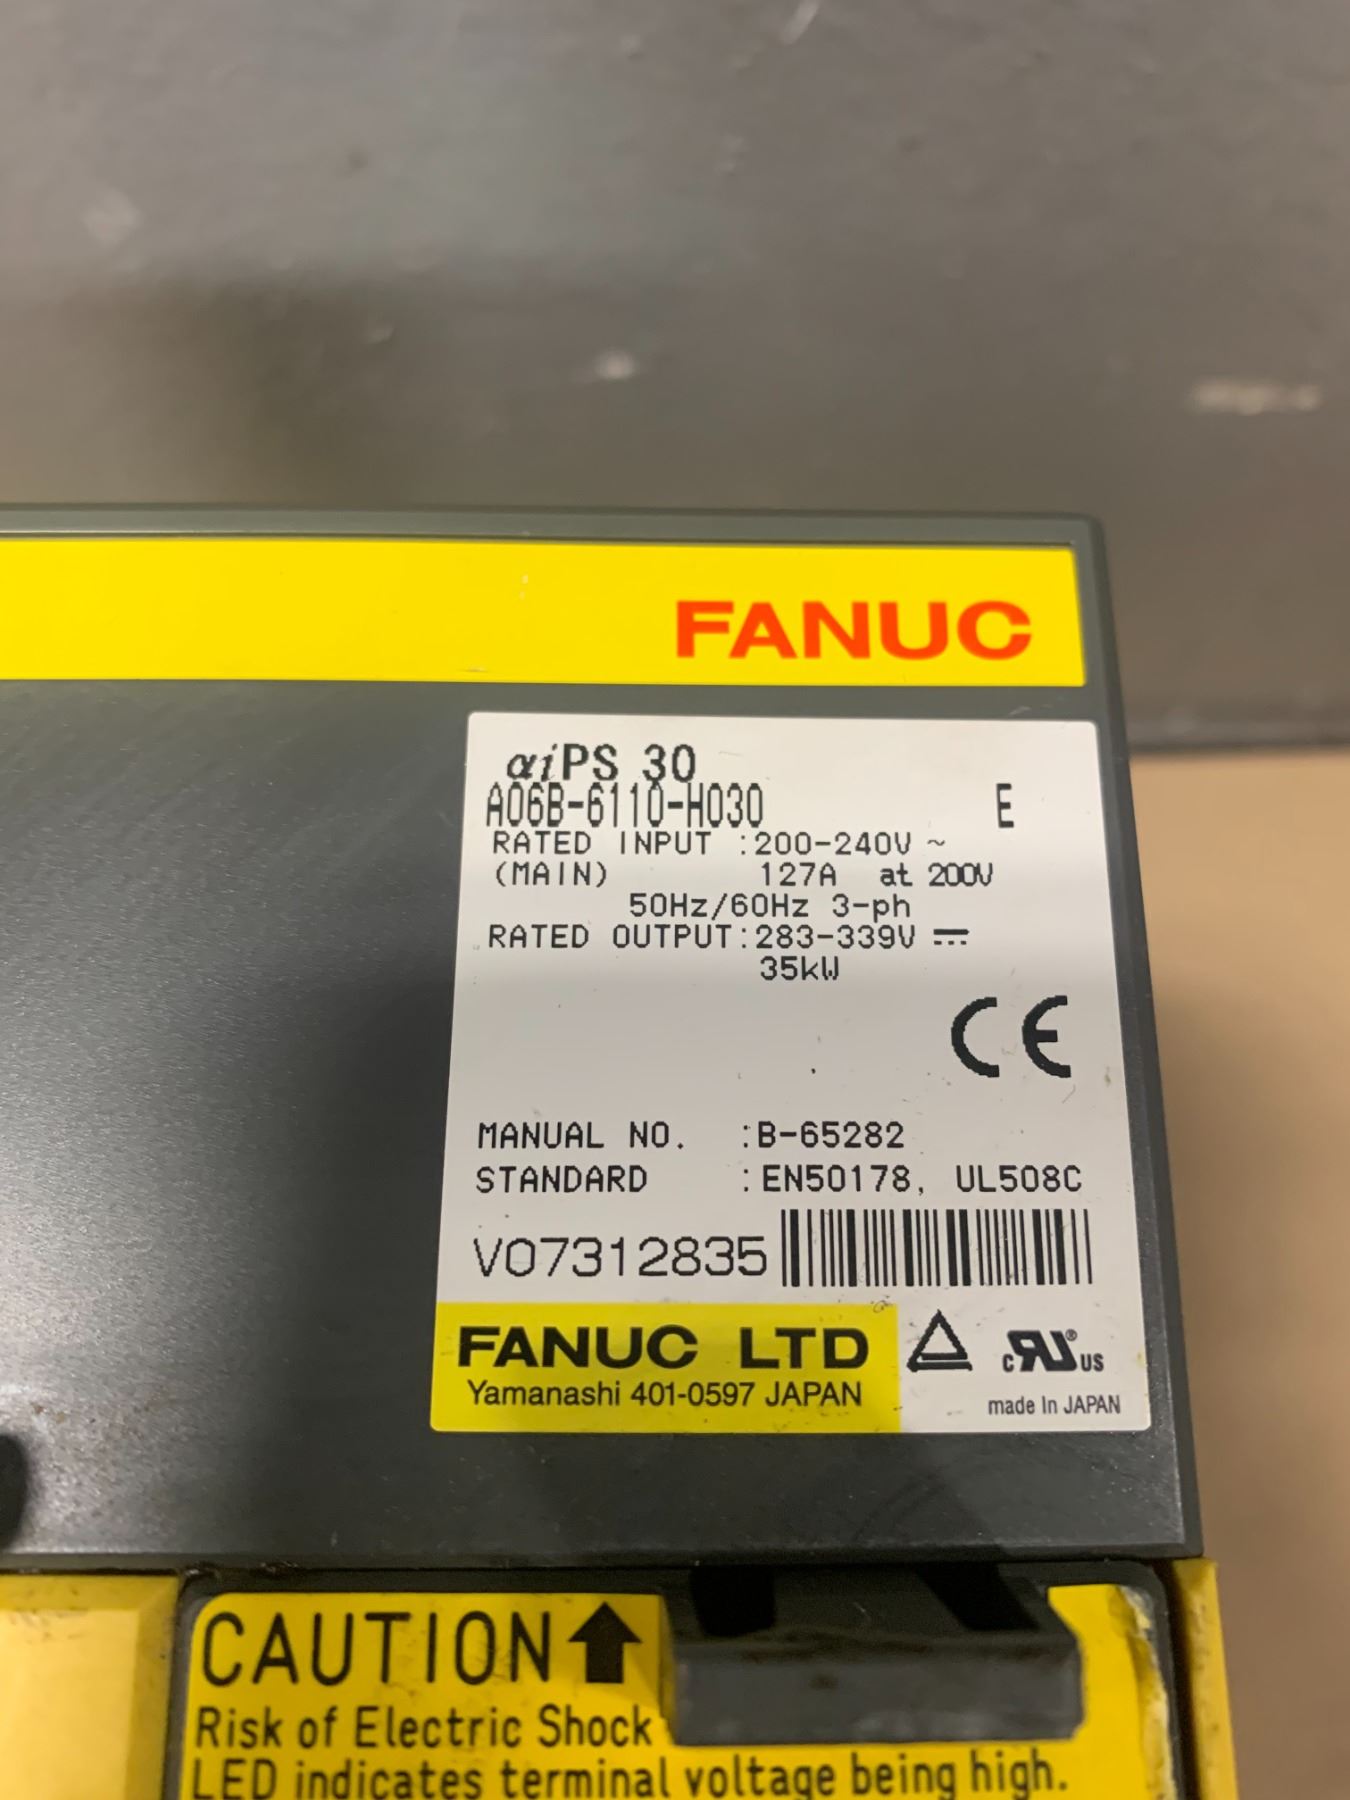 FANUC
αiPS 30
A06B-6110-H030 E
RATED INPUT :200-240V ~
(MAIN) 127A at 200V
50Hz/60Hz 3-ph
RATED OUTPUT:283-339V ⎓
35kW
CE
MANUAL NO. :B-65282
STANDARD :EN50178, UL508C
V07312835
FANUC LTD
Yamanashi 401-0597 JAPAN
c RU ® US
made In JAPAN
CAUTION
Risk of Electric Shock
LED indicates terminal voltage being high.